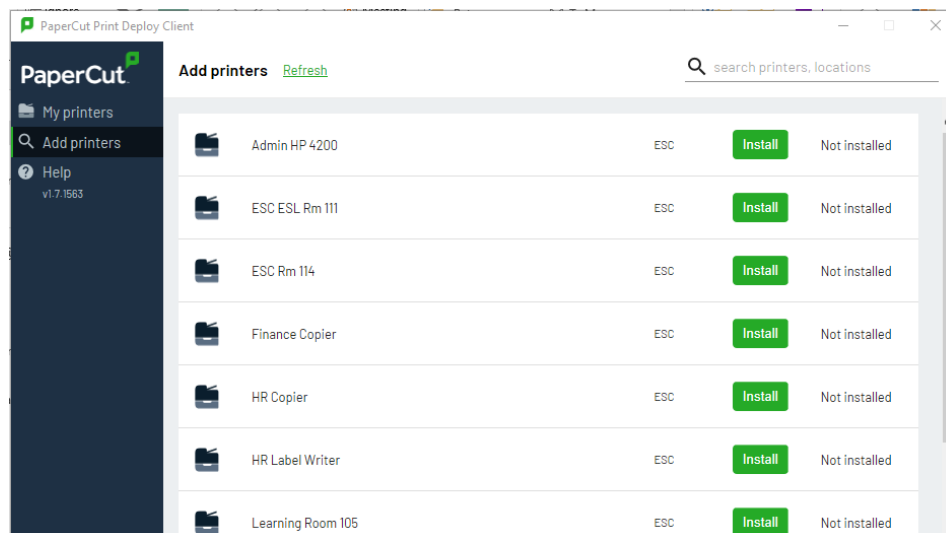 PaperCut Print Deploy Client
PaperCut
Add printers Refresh search printers, locations
My printers
Add printers
Help
v1.7.1563
Admin HP 4200 ESC Install Not installed
ESC ESL Rm 111 ESC Install Not installed
ESC Rm 114 ESC Install Not installed
Finance Copier ESC Install Not installed
HR Copier ESC Install Not installed
HR Label Writer ESC Install Not installed
Learning Room 105 ESC Install Not installed